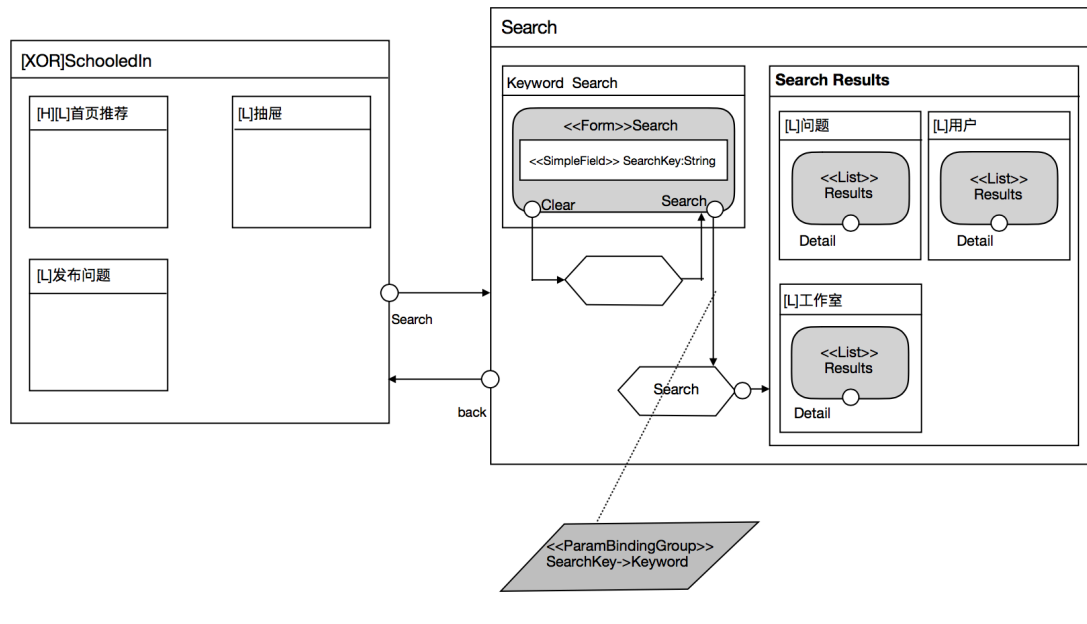 [XOR]SchooledIn
[H][L]首页推荐
[L]抽屉
[L]发布问题
Search
back
Search
Keyword Search
<<Form>>Search
<<SimpleField>> SearchKey:String
Clear
Search
Search
Search Results
[L]问题
<<List>>
Results
Detail
[L]用户
<<List>>
Results
Detail
[L]工作室
<<List>>
Results
Detail
<<ParamBindingGroup>>
SearchKey->Keyword